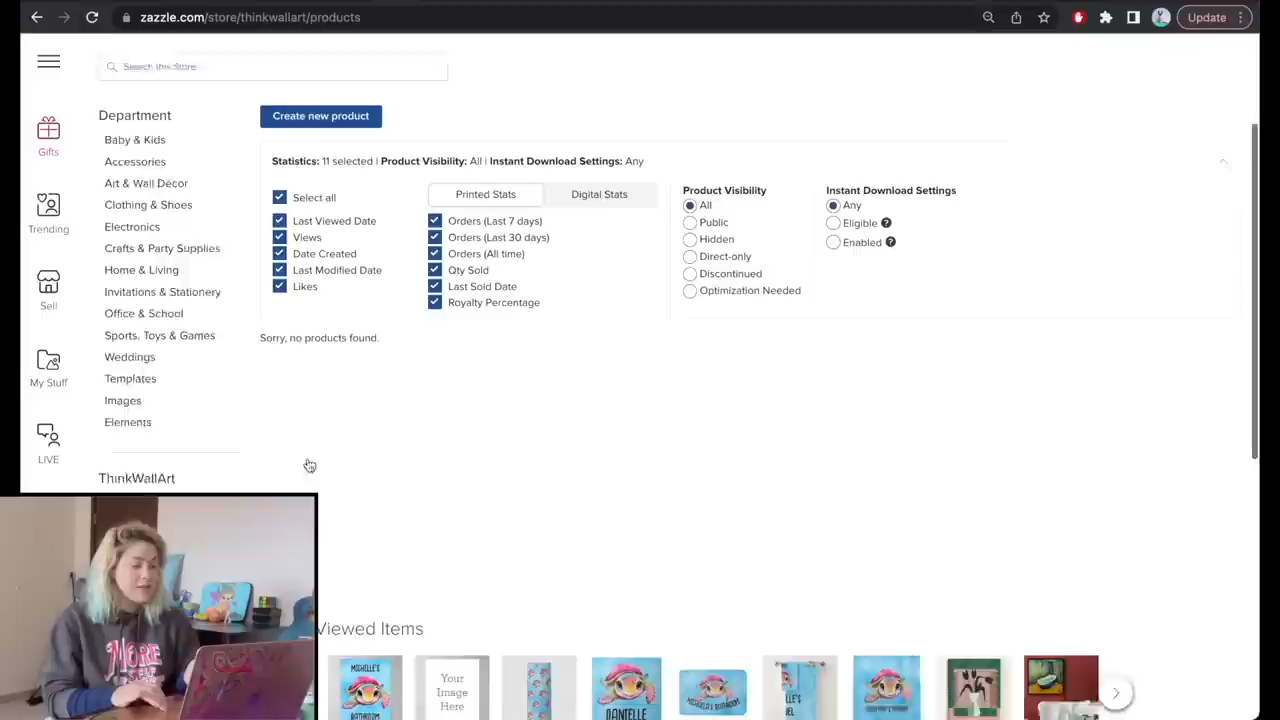 zazzle.com/store/thinkwallart/products
Update
Search this store
Department
Create new product
Baby & Kids
Gifts
Statistics: 11 selected | Product Visibility: All | Instant Download Settings: Any
Accessories
Art & Wall Décor
Select all
Printed Stats
Digital Stats
Product Visibility
Instant Download Settings
Clothing & Shoes
All
Any
Trending
Electronics
Last Viewed Date
Orders (Last 7 days)
Public
Eligible ?
Views
Orders (Last 30 days)
Hidden
Enabled ?
Crafts & Party Supplies
Date Created
Orders (All time)
Direct-only
Home & Living
Last Modified Date
Qty Sold
Discontinued
Likes
Last Sold Date
Optimization Needed
Royalty Percentage
Invitations & Stationery
Sell
Office & School
Sports, Toys & Games
Sorry, no products found.
Weddings
Templates
My Stuff
Images
Elements
LIVE
ThinkWallArt
Viewed Items
MORE
MICHELLE'S
BATHROOM
Your
Image
Here
DANIELLE
MICHELE'S BATHROOM